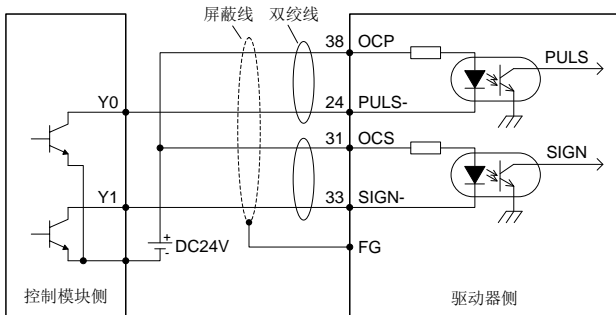 屏蔽线 双绞线
38 OCP
PULS
Y0 24 PULS-
31 OCS
SIGN
Y1 33 SIGN-
+
DC24V
-
FG
控制模块侧 驱动器侧